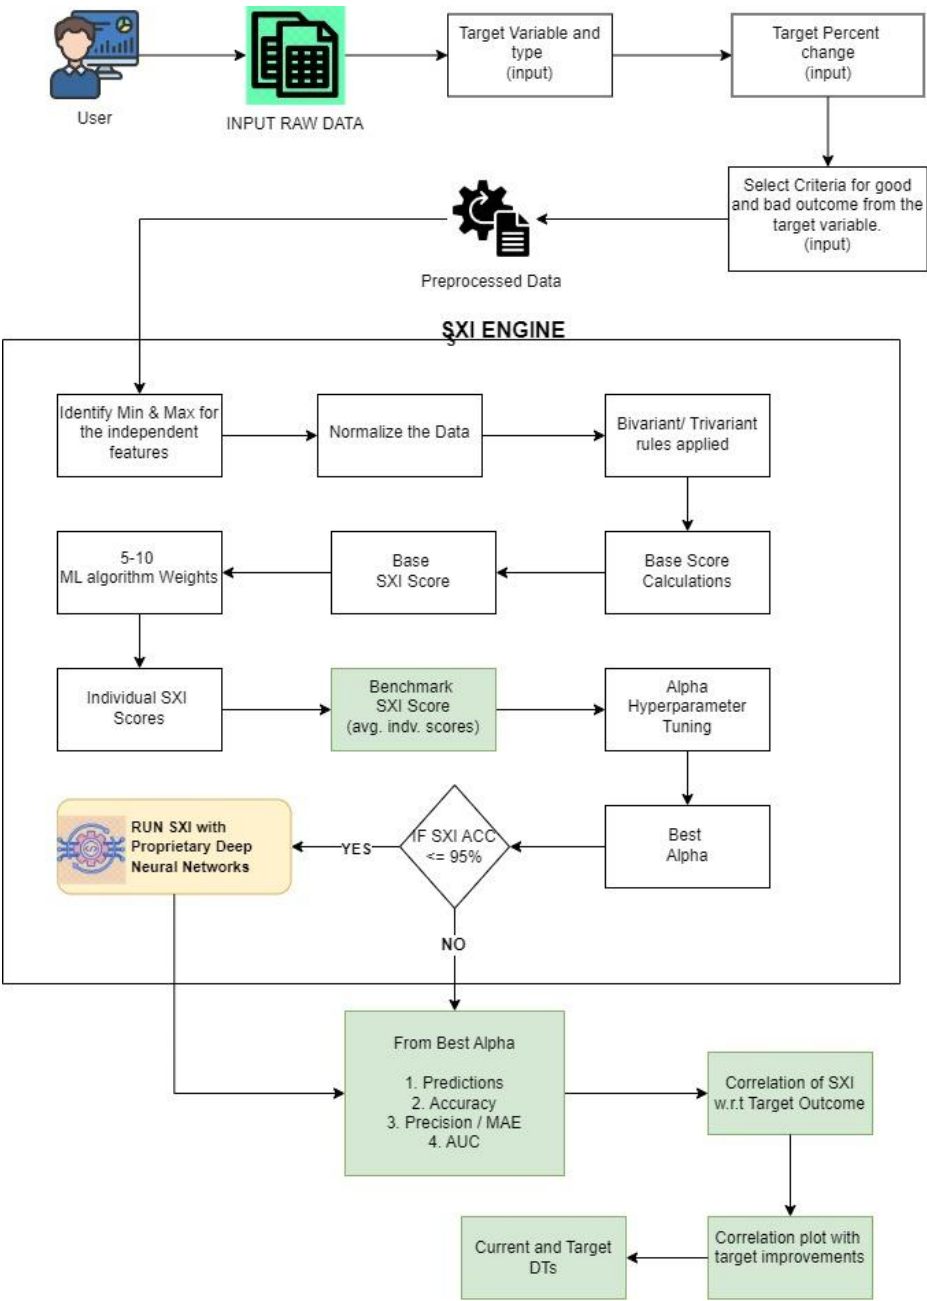 Target Variable and
type
(input)
Target Percent
change
(input)
User
INPUT RAW DATA
Select Criteria for good
and bad outcome from the
target variable.
(input)
Preprocessed Data
SXI ENGINE
s
Identify Min & Max for
the independent
features
Normalize the Data
Bivariant/ Trivariant
rules applied
5-10
ML algorithm Weights
Base
SXI Score
Base Score
Calculations
Individual SXI
Scores
Benchmark
SXI Score
(avg. indv. scores)
Alpha
Hyperparameter
Tuning
RUN SXI with
Proprietary Deep
Neural Networks
YES
IF SXI ACC
<= 95%
Best
Alpha
NO
From Best Alpha
1. Predictions
2. Accuracy
3. Precision / MAE
4. AUC
Correlation of SXI
w.r.t Target Outcome
Current and Target
DTs
Correlation plot with
target improvements